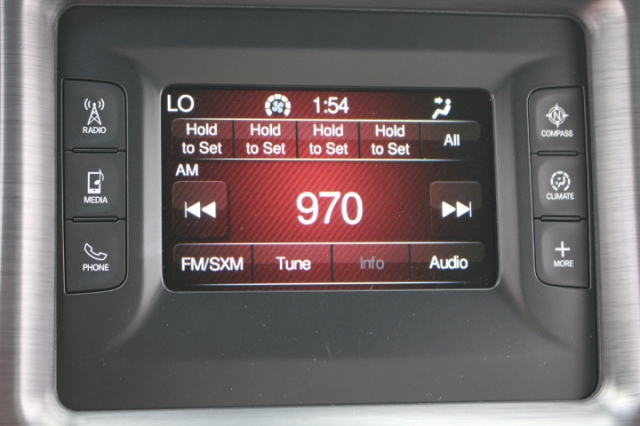 LO 1:54
Hold to Set Hold to Set Hold to Set Hold to Set All
AM
970
FM/SXM Tune Info Audio
RADIO
MEDIA
PHONE
N
COMPASS
CLIMATE
MORE